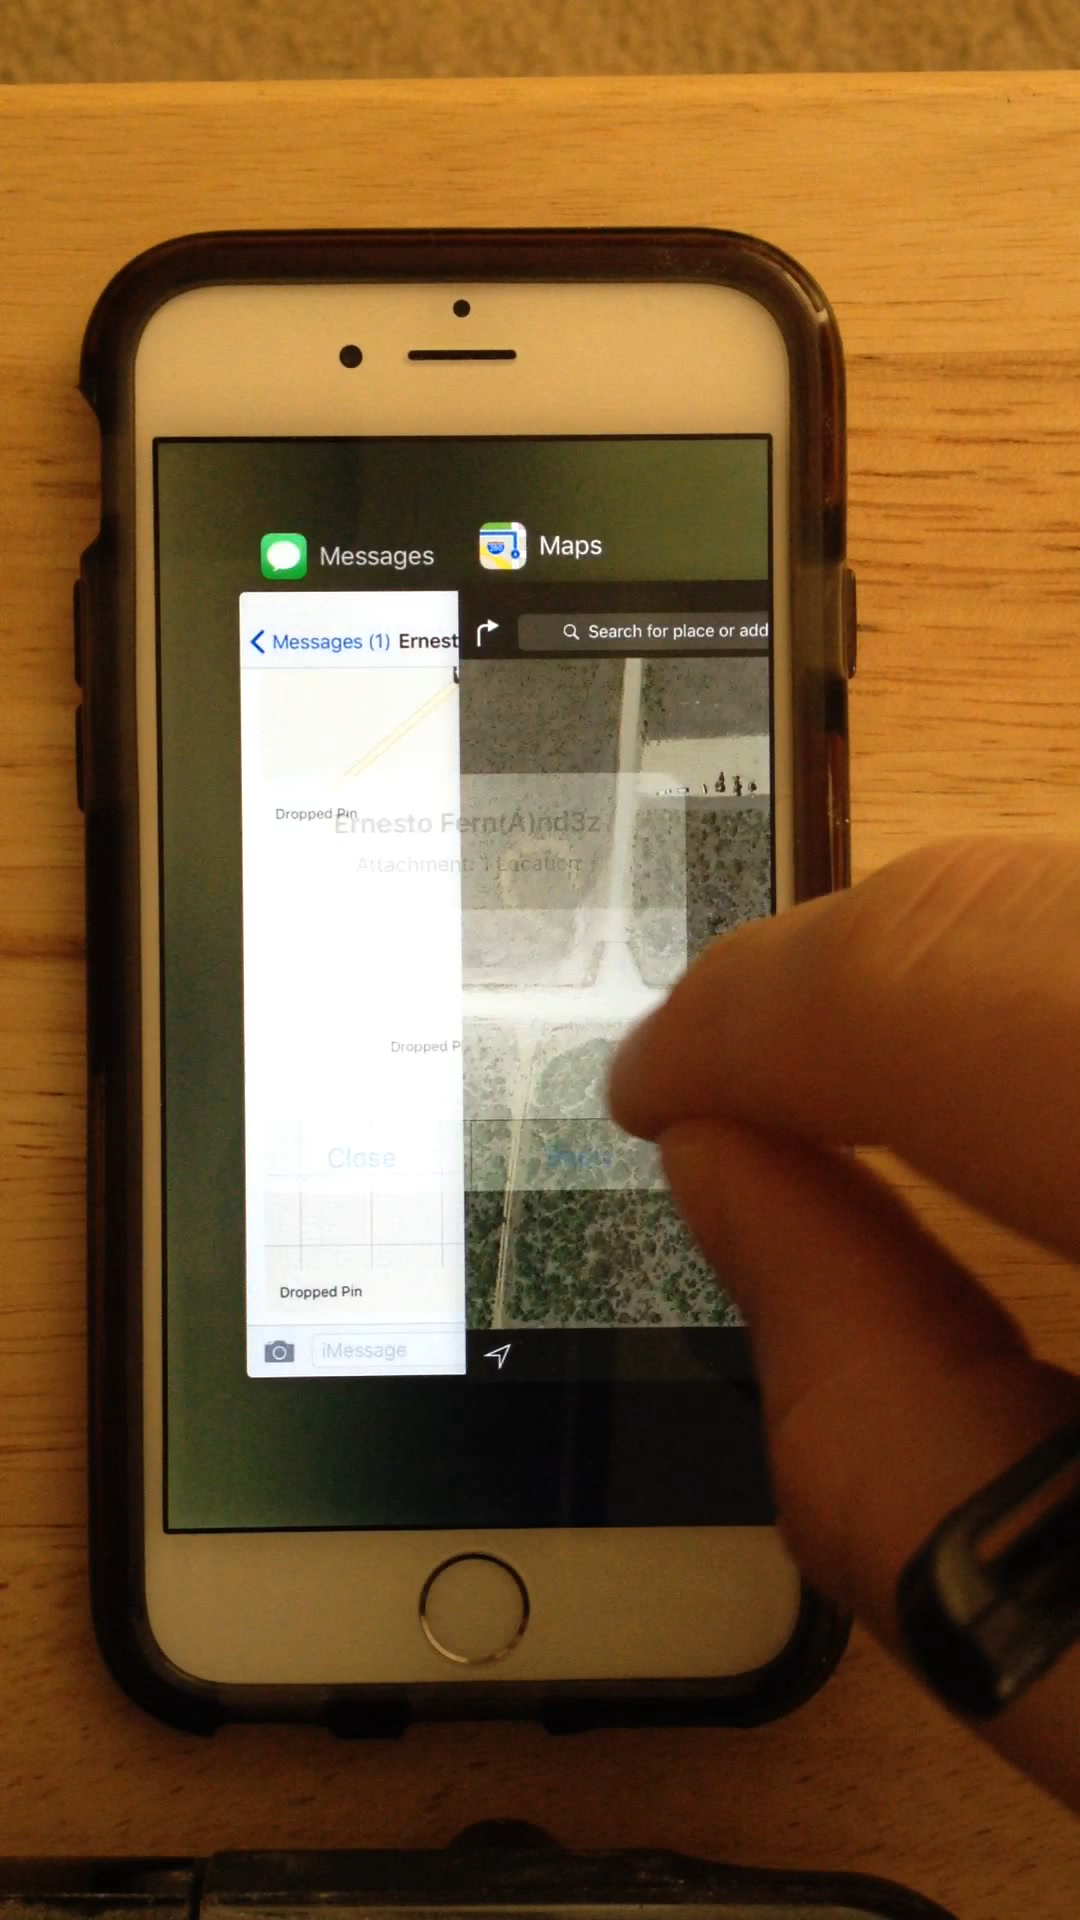 Messages
Maps
Messages (1) Ernest
Search for place or add
Dropped Pin
Ernesto Fern(A)nd3z
Attachment: 1 Location
Dropped P
Close
Dropped Pin
iMessage